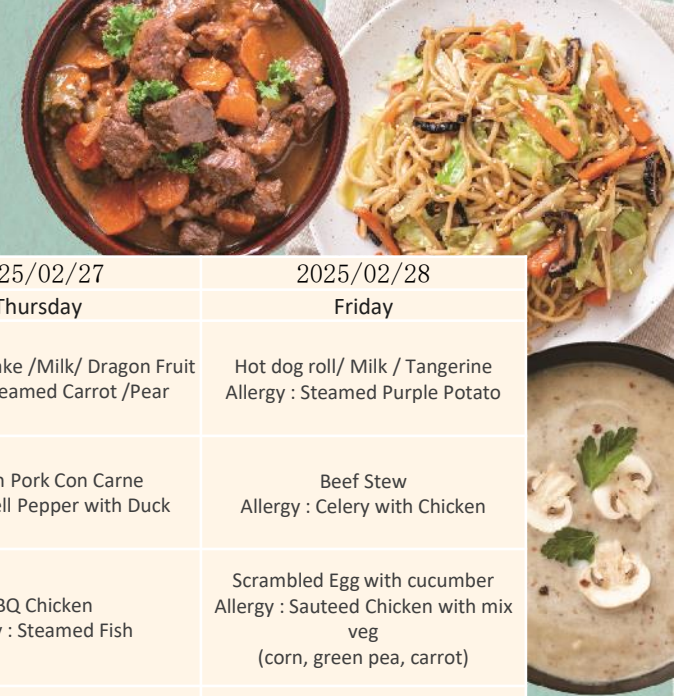 25/02/27
2025/02/28
Thursday
Friday
ke /Milk/ Dragon Fruit
Hot dog roll/ Milk / Tangerine
eamed Carrot /Pear
Allergy : Steamed Purple Potato
Pork Con Carne
Beef Stew
ll Pepper with Duck
Allergy : Celery with Chicken
Scrambled Egg with cucumber
BQ Chicken
Allergy : Sauteed Chicken with mix
: Steamed Fish
veg
(corn, green pea, carrot)